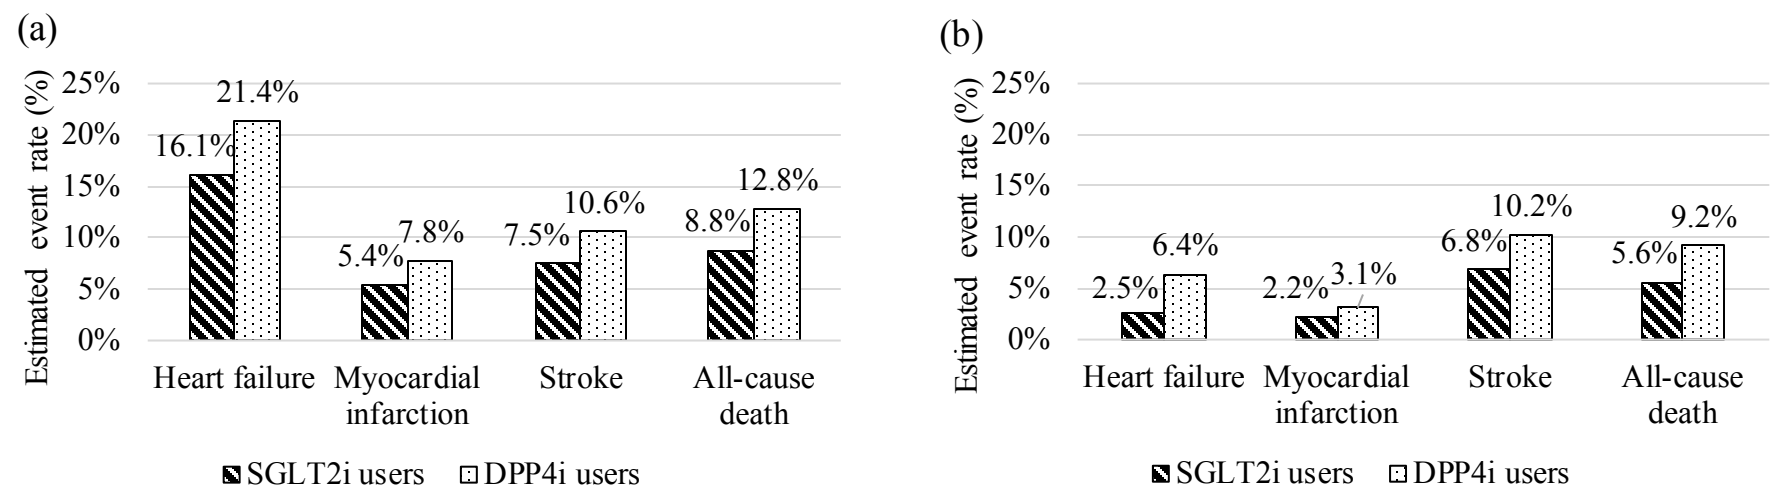 (a)
Estimated event rate (%)
25%
20%
15%
10%
5%
0%
16.1%
21.4%
5.4%
7.8%
7.5%
10.6%
8.8%
12.8%
Heart failure
Myocardial
infarction
Stroke
All-cause
death
SGLT2i users
DPP4i users
(b)
Estimated event rate (%)
25%
20%
15%
10%
5%
0%
2.5%
6.4%
2.2%
3.1%
6.8%
10.2%
5.6%
9.2%
Heart failure
Myocardial
infarction
Stroke
All-cause
death
SGLT2i users
DPP4i users